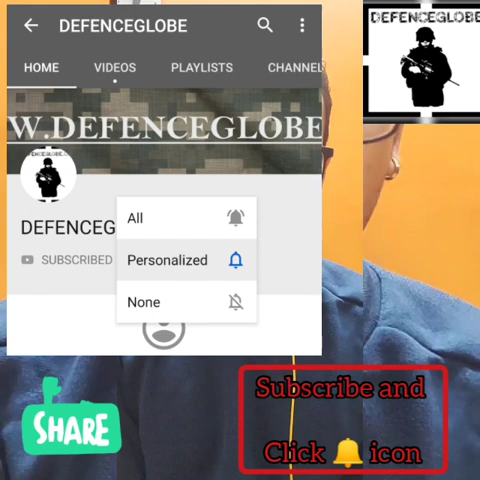 DEFENCEGLOBE
HOME VIDEOS PLAYLISTS CHANNEL
W.DEFENCEGLOBE
DEFENCEG
SUBSCRIBED
All
Personalized
None
DEFENCEGLOBE
SHARE
Subscribe and
Click 🔔 icon